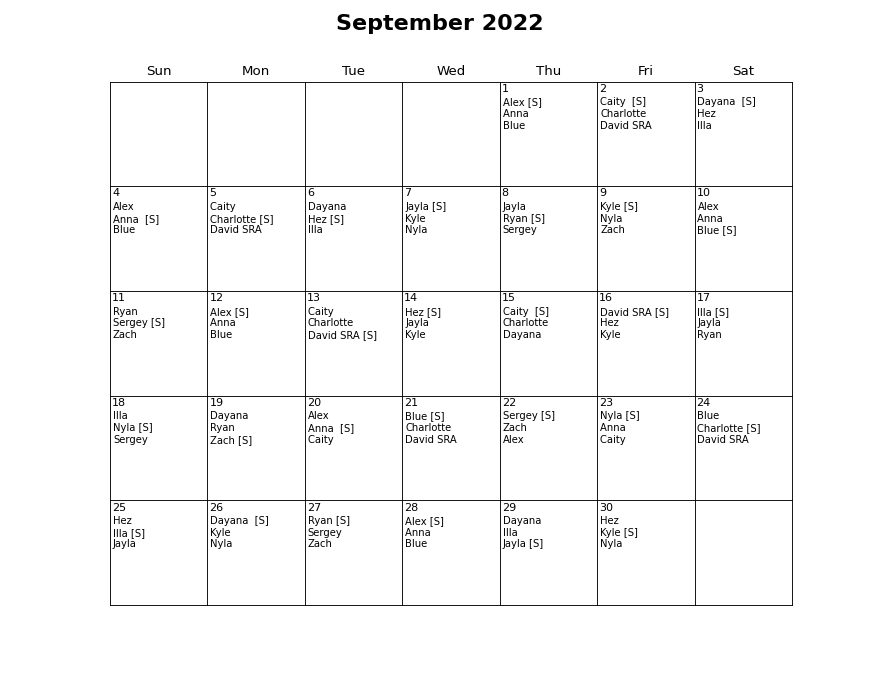 September 2022
Sun Mon Tue Wed Thu Fri Sat
1
Alex [S]
Anna
Blue
2
Caity  [S]
Charlotte
David SRA
3
Dayana  [S]
Hez
Illa
4
Alex
Anna  [S]
Blue
5
Caity
Charlotte [S]
David SRA
6
Dayana
Hez [S]
Illa
7
Jayla [S]
Kyle
Nyla
8
Jayla
Ryan [S]
Sergey
9
Kyle [S]
Nyla
Zach
10
Alex
Anna
Blue [S]
11
Ryan
Sergey [S]
Zach
12
Alex [S]
Anna
Blue
13
Caity
Charlotte
David SRA [S]
14
Hez [S]
Jayla
Kyle
15
Caity  [S]
Charlotte
Dayana
16
David SRA [S]
Hez
Kyle
17
Illa [S]
Jayla
Ryan
18
Illa
Nyla [S]
Sergey
19
Dayana
Ryan
Zach [S]
20
Alex
Anna  [S]
Caity
21
Blue [S]
Charlotte
David SRA
22
Sergey [S]
Zach
Alex
23
Nyla [S]
Anna
Caity
24
Blue
Charlotte [S]
David SRA
25
Hez
Illa [S]
Jayla
26
Dayana  [S]
Kyle
Nyla
27
Ryan [S]
Sergey
Zach
28
Alex [S]
Anna
Blue
29
Dayana
Illa
Jayla [S]
30
Hez
Kyle [S]
Nyla